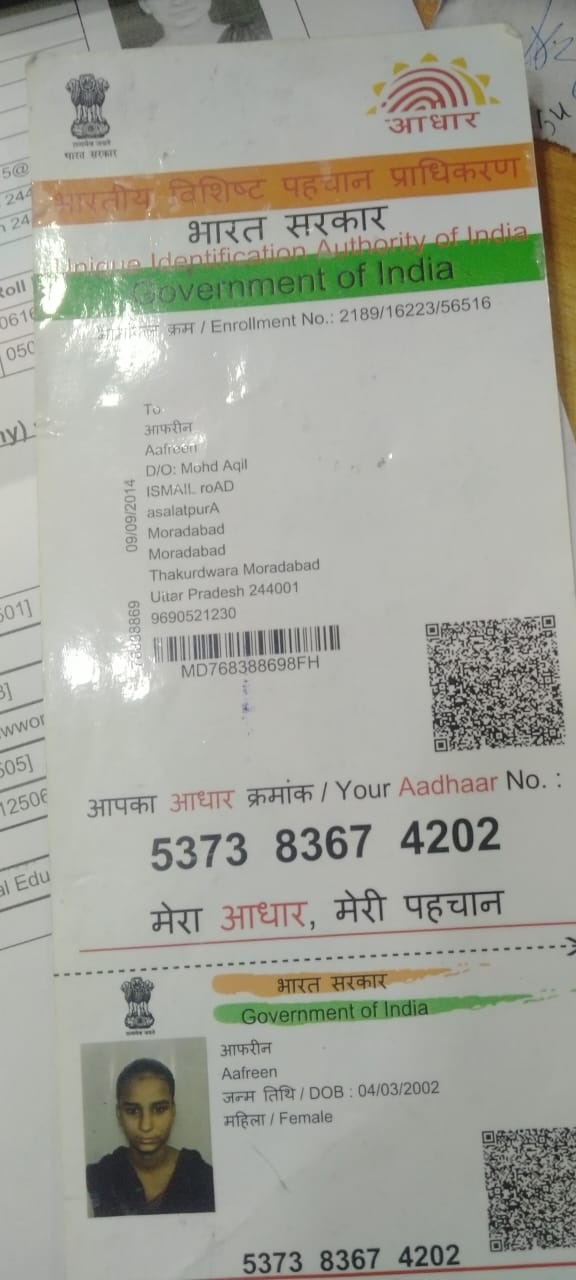 भारत सरकार
आधार
भारतीय विशिष्ट पहचान प्राधिकरण
भारत सरकार
Unique Identification Authority of India
Government of India
क्रम / Enrollment No.: 2189/16223/56516
To
आफरीन
Aafreen
D/O: Mohd Aqil
ISMAIL roAD
asalatpurA
Moradabad
Moradabad
Thakurdwara Moradabad
Uttar Pradesh 244001
9690521230
09/09/2014
MD768388698FH
आपका आधार क्रमांक / Your Aadhaar No. :
5373 8367 4202
मेरा आधार, मेरी पहचान
भारत सरकार
Government of India
आफरीन
Aafreen
जन्म तिथि / DOB : 04/03/2002
महिला / Female
5373 8367 4202